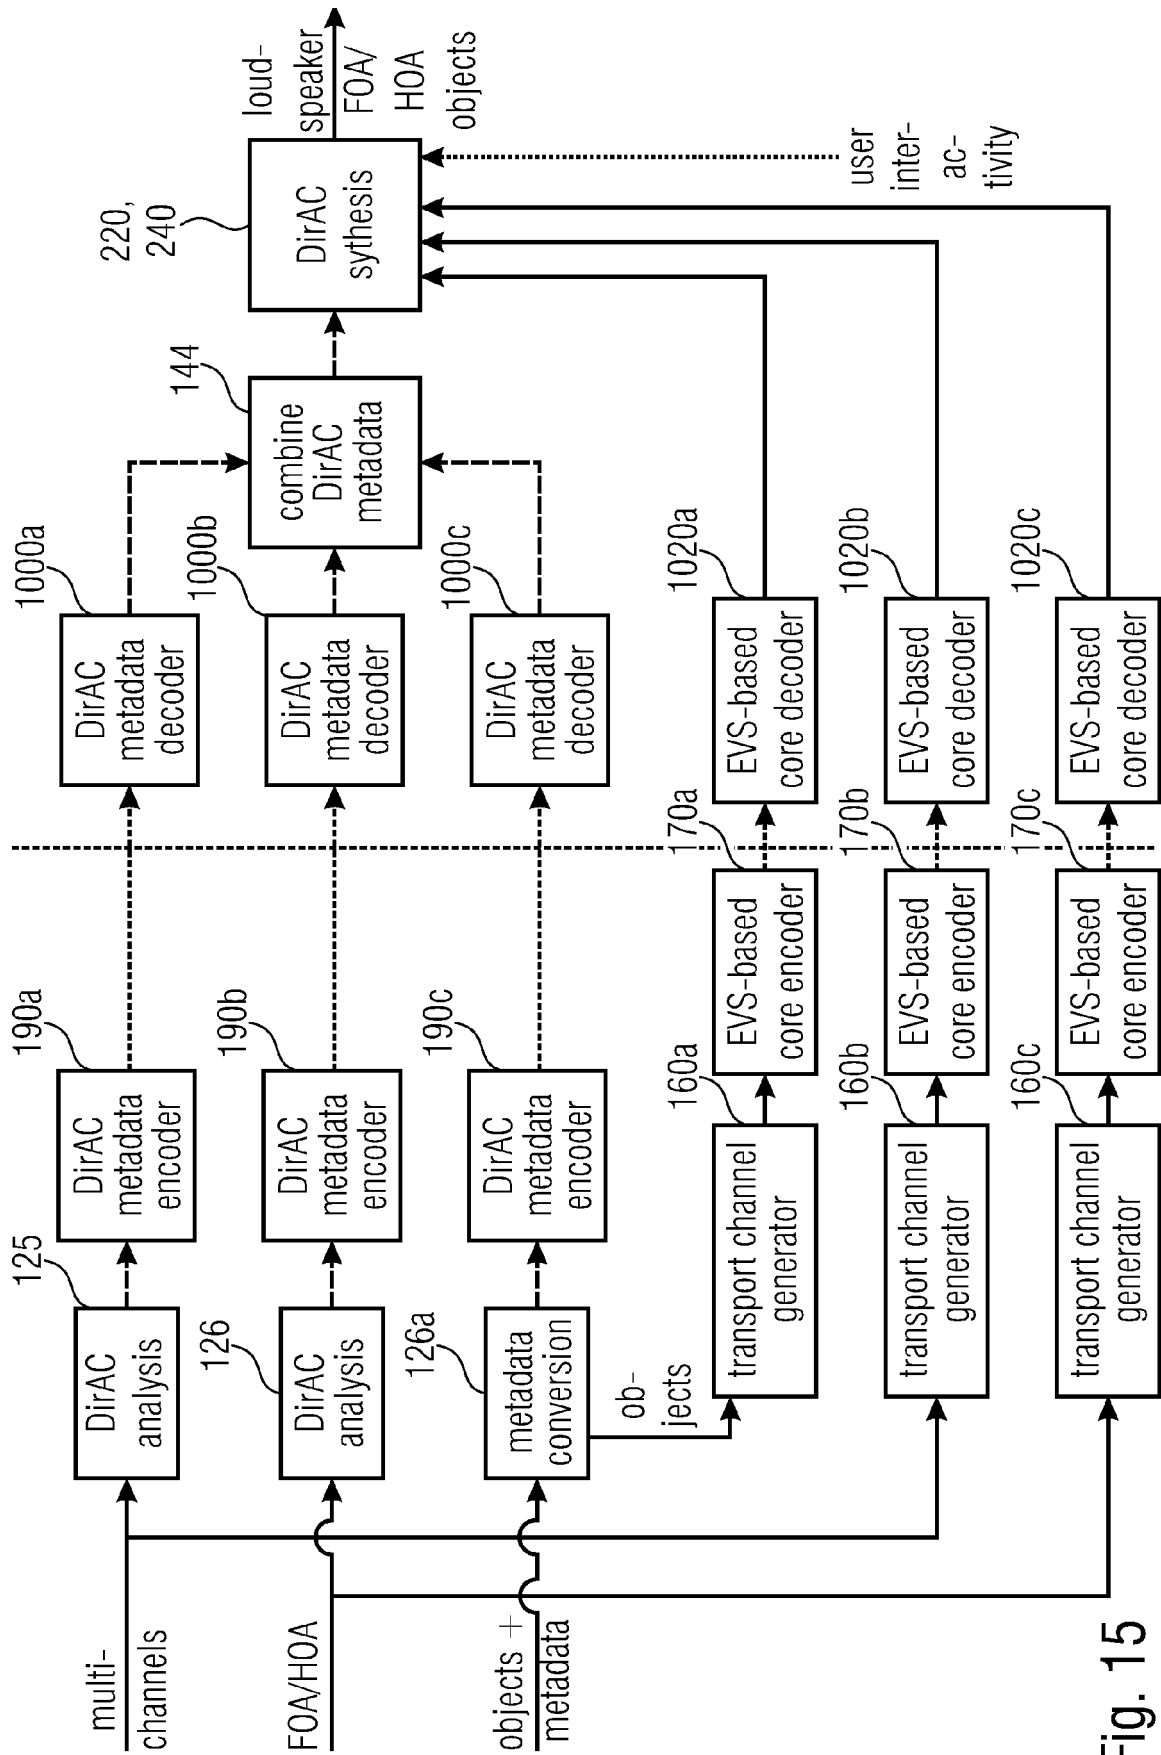 multi-
channels
FOA/HOA
objects +
metadata
125
DirAC
analysis
126
DirAC
analysis
126a
metadata
conversion
ob-
jects
190a
DirAC
metadata
encoder
190b
DirAC
metadata
encoder
190c
DirAC
metadata
encoder
160a
transport channel
generator
160b
transport channel
generator
160c
transport channel
generator
170a
EVS-based
core encoder
170b
EVS-based
core encoder
170c
EVS-based
core encoder
1000a
DirAC
metadata
decoder
1000b
DirAC
metadata
decoder
1000c
DirAC
metadata
decoder
1020a
EVS-based
core decoder
1020b
EVS-based
core decoder
1020c
EVS-based
core decoder
144
combine
DirAC
metadata
220,
240
DirAC
sythesis
loud-
speaker
FOA/
HOA
objects
user
inter-
ac-
tivity
Fig. 15